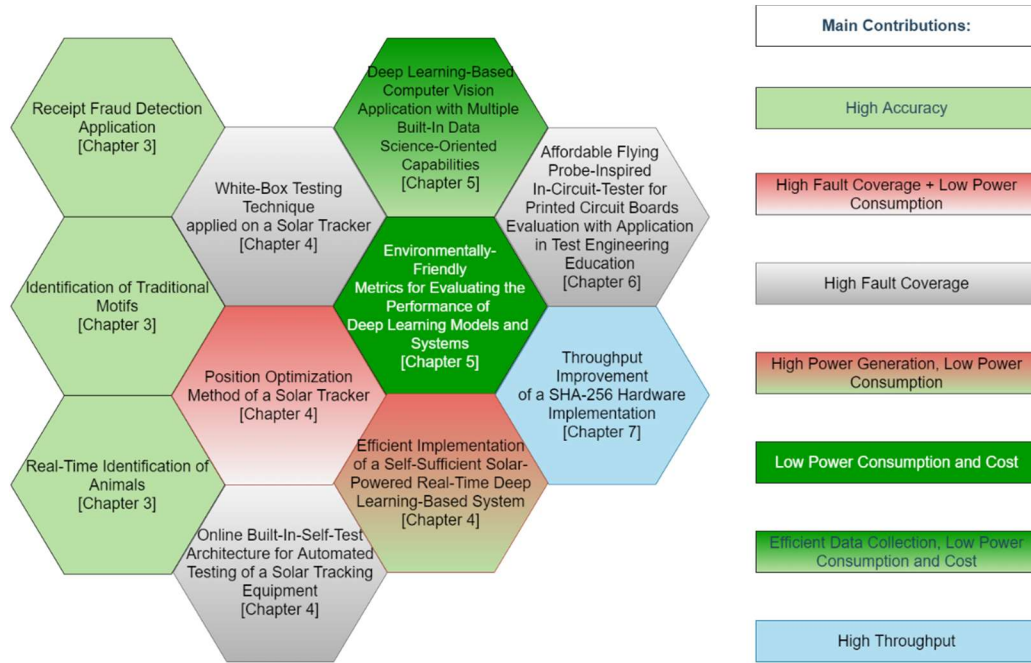 Receipt Fraud Detection
Application
[Chapter 3]
Identification of Traditional
Motifs
[Chapter 3]
Real-Time Identification of
Animals
[Chapter 3]
White-Box Testing
Technique
applied on a Solar Tracker
[Chapter 4]
Position Optimization
Method of a Solar Tracker
[Chapter 4]
Online Built-In-Self-Test
Architecture for Automated
Testing of a Solar Tracking
Equipment
[Chapter 4]
Deep Learning-Based
Computer Vision
Application with Multiple
Built-In Data
Science-Oriented
Capabilities
[Chapter 5]
Environmentally-
Friendly
Metrics for Evaluating the
Performance of
Deep Learning Models and
Systems
[Chapter 5]
Efficient Implementation
of a Self-Sufficient Solar-
Powered Real-Time Deep
Learning-Based System
[Chapter 4]
Affordable Flying
Probe-Inspired
In-Circuit-Tester for
Printed Circuit Boards
Evaluation with Application
in Test Engineering
Education
[Chapter 6]
Throughput
Improvement
of a SHA-256 Hardware
Implementation
[Chapter 7]
Main Contributions:
High Accuracy
High Fault Coverage + Low Power
Consumption
High Fault Coverage
High Power Generation, Low Power
Consumption
Low Power Consumption and Cost
Efficient Data Collection, Low Power
Consumption and Cost
High Throughput